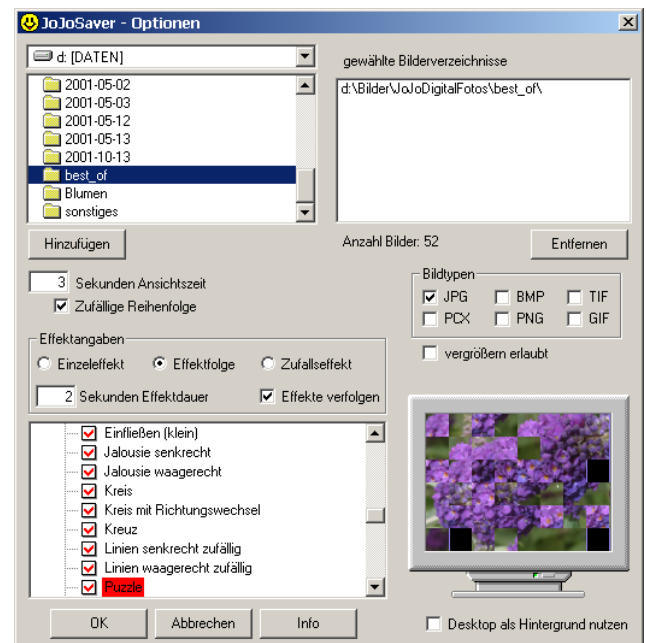 JoJoSaver - Optionen
d: [DATEN]
2001-05-02
2001-05-03
2001-05-12
2001-05-13
2001-10-13
best_of
Blumen
sonstiges
gewählte Bilderverzeichnisse
d:\Bilder\JoJoDigitalFotos\best_of\
Hinzufügen
Anzahl Bilder: 52
Entfernen
3 Sekunden Ansichtszeit
Zufällige Reihenfolge
Bildtypen
JPG BMP TIF
PCX PNG GIF
vergrößern erlaubt
Effektangaben
Einzeleffekt Effektfolge Zufallseffekt
2 Sekunden Effektdauer Effekte verfolgen
Einfließen (klein)
Jalousie senkrecht
Jalousie waagerecht
Kreis
Kreis mit Richtungswechsel
Kreuz
Linien senkrecht zufällig
Linien waagerecht zufällig
Puzzle
OK Abbrechen Info
Desktop als Hintergrund nutzen